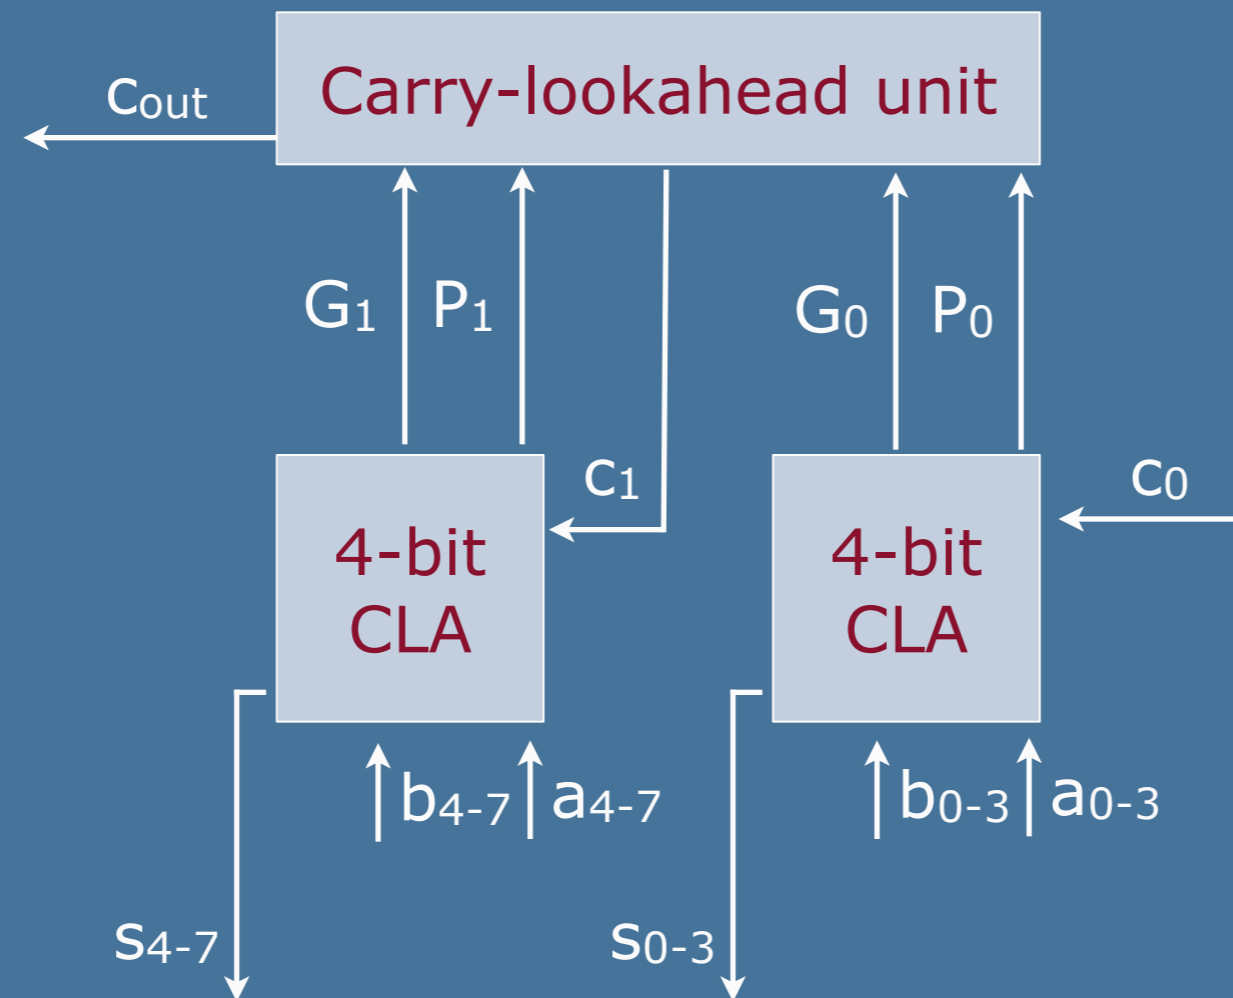 Carry-lookahead unit
cout
G1
P1
G0
P0
c1
c0
4-bit
CLA
4-bit
CLA
b4-7
a4-7
b0-3
a0-3
s4-7
s0-3